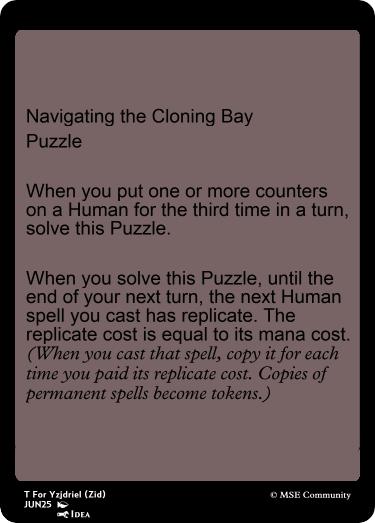 Navigating the Cloning Bay
Puzzle
When you put one or more counters
on a Human for the third time in a turn,
solve this Puzzle.
When you solve this Puzzle, until the
end of your next turn, the next Human
spell you cast has replicate. The
replicate cost is equal to its mana cost.
(When you cast that spell, copy it for each
time you paid its replicate cost. Copies of
permanent spells become tokens.)
T For Yzjdriel (Zid)
JUN25
Idea
© MSE Community